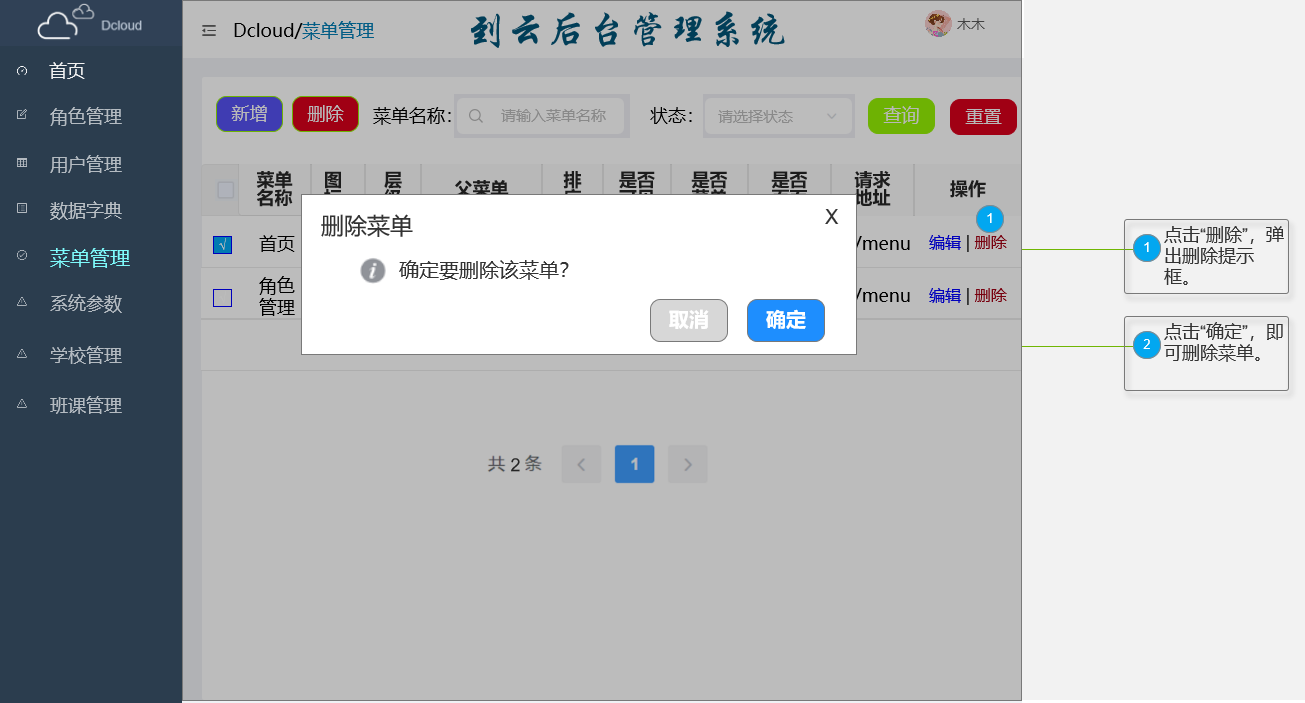 Dcloud
首页
角色管理
用户管理
数据字典
菜单管理
系统参数
学校管理
班课管理
Dcloud/菜单管理
到云后台管理系统
木木
新增 删除 菜单名称: 请输入菜单名称 状态: 请选择状态 查询 重置
菜单
名称
图
层
父菜单
排
是否
是否
是否
请求
地址
操作
1
√ 首页 /menu 编辑 | 删除
角色
管理
/menu 编辑 | 删除
删除菜单 X
i 确定要删除该菜单?
取消 确定
共 2 条 < 1 >
1 点击“删除”，弹
出删除提示
框。
2 点击“确定”，即
可删除菜单。